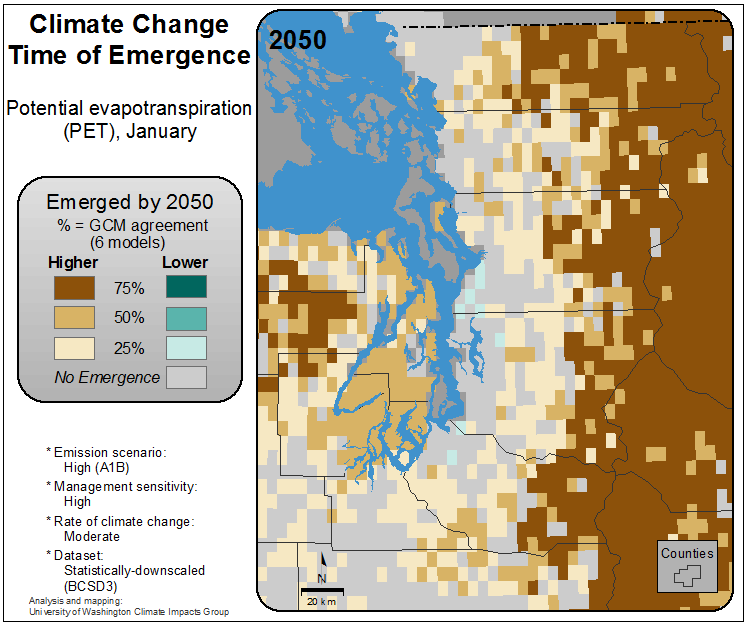 Climate Change
Time of Emergence
Potential evapotranspiration
(PET), January
Emerged by 2050
% = GCM agreement
(6 models)
Higher Lower
75%
50%
25%
No Emergence
* Emission scenario:
High (A1B)
* Management sensitivity:
High
* Rate of climate change:
Moderate
* Dataset:
Statistically-downscaled
(BCSD3)
Analysis and mapping:
University of Washington Climate Impacts Group
2050
N
20 km
Counties